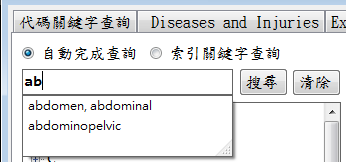 代碼關鍵字查詢 Diseases and Injuries Ex
自動完成查詢 索引關鍵字查詢
ab 搜尋 清除
abdomen, abdominal
abdominopelvic